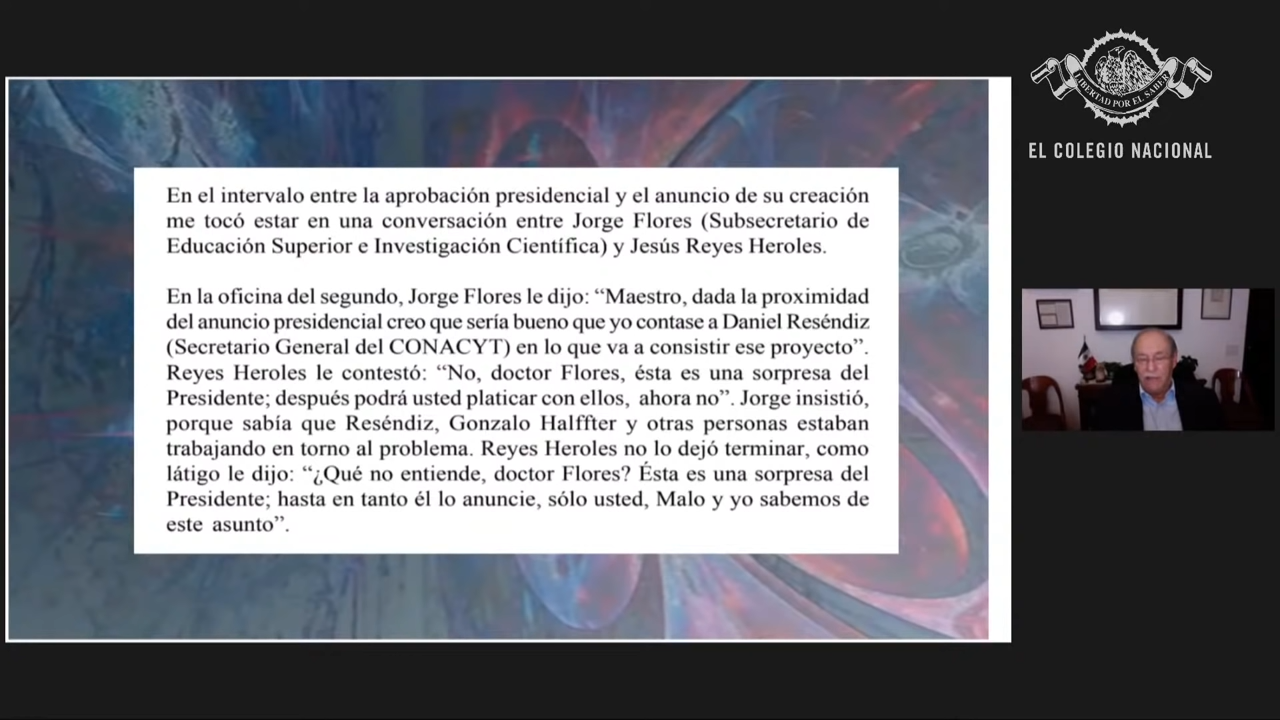 En el intervalo entre la aprobación presidencial y el anuncio de su creación
me tocó estar en una conversación entre Jorge Flores (Subsecretario de
Educación Superior e Investigación Científica) y Jesús Reyes Heroles.
En la oficina del segundo, Jorge Flores le dijo: “Maestro, dada la proximidad
del anuncio presidencial creo que sería bueno que yo contase a Daniel Reséndiz
(Secretario General del CONACYT) en lo que va a consistir ese proyecto”.
Reyes Heroles le contestó: “No, doctor Flores, ésta es una sorpresa del
Presidente; después podrá usted platicar con ellos, ahora no”. Jorge insistió,
porque sabía que Reséndiz, Gonzalo Halffter y otras personas estaban
trabajando en torno al problema. Reyes Heroles no lo dejó terminar, como
látigo le dijo: “¿Qué no entiende, doctor Flores? Ésta es una sorpresa del
Presidente; hasta en tanto él lo anuncie, sólo usted, Malo y yo sabemos de
este asunto”.
LIBERTAD POR EL SABER
EL COLEGIO NACIONAL